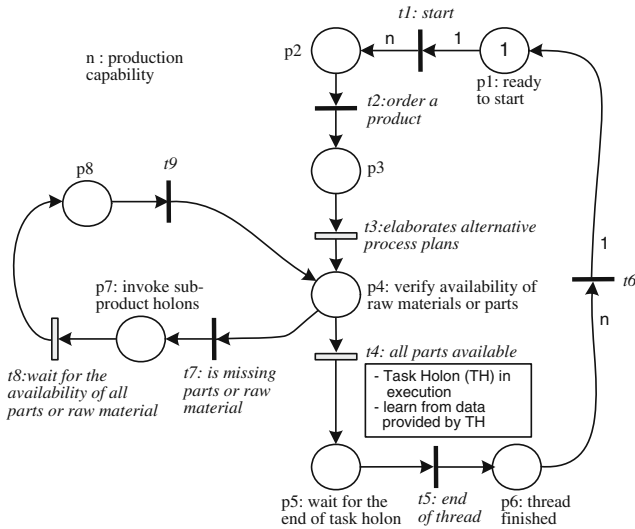 t1: start
n : production
capability
p2
n
1
1
p1: ready
to start
t2:order a
product
p3
p8
t9
t3:elaborates alternative
process plans
1
p7: invoke sub-
product holons
p4: verify availability of
raw materials or parts
t6
n
t4: all parts available
t8:wait for the
availability of all
parts or raw material
t7: is missing
parts or raw
material
- Task Holon (TH) in
execution
- learn from data
provided by TH
p5: wait for the
end of task holon
t5: end
of thread
p6: thread
finished